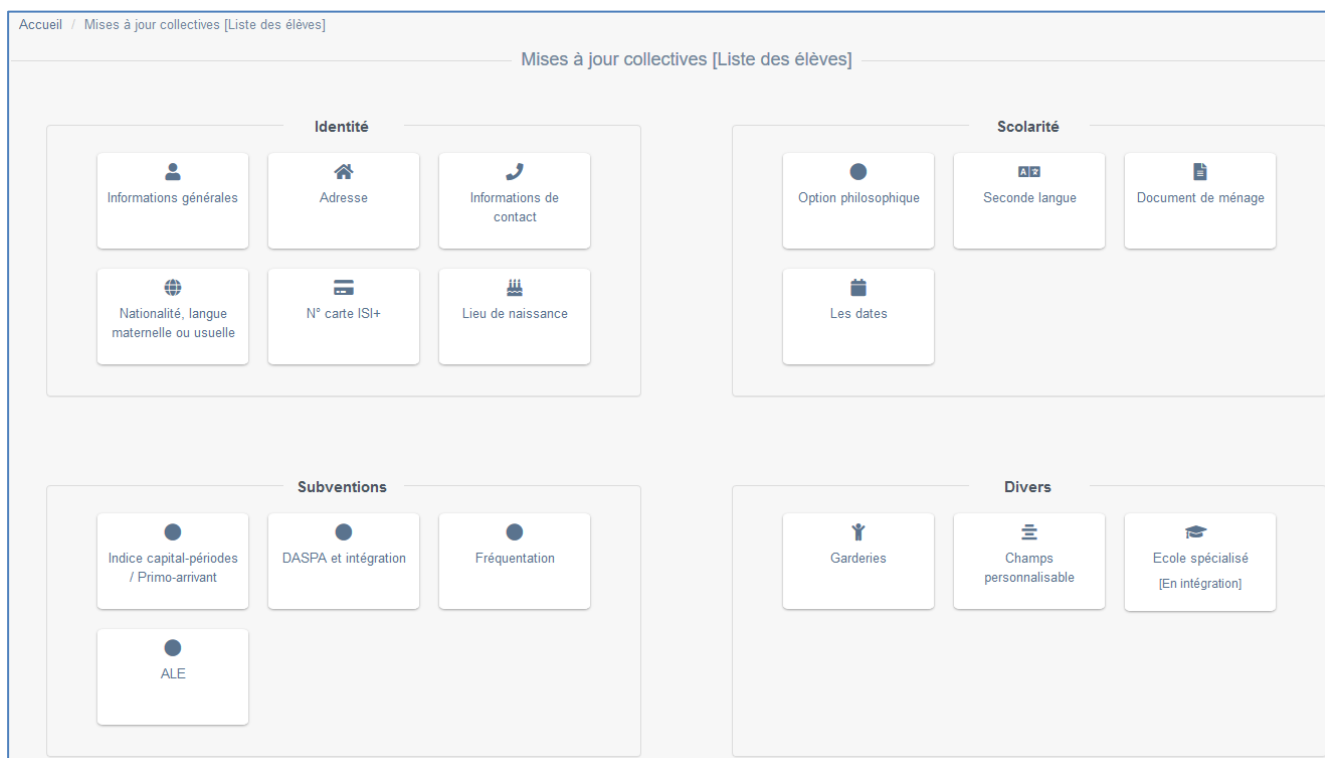 Accueil / Mises à jour collectives [Liste des élèves]
Mises à jour collectives [Liste des élèves]
Identité
Informations générales
Adresse
Informations de
contact
Nationalité, langue
maternelle ou usuelle
N° carte ISI+
Lieu de naissance
Scolarité
Option philosophique
Seconde langue
Document de ménage
Les dates
Subventions
Indice capital-périodes
/ Primo-arrivant
DASPA et intégration
Fréquentation
ALE
Divers
Garderies
Champs
personnalisable
Ecole spécialisé
[En intégration]